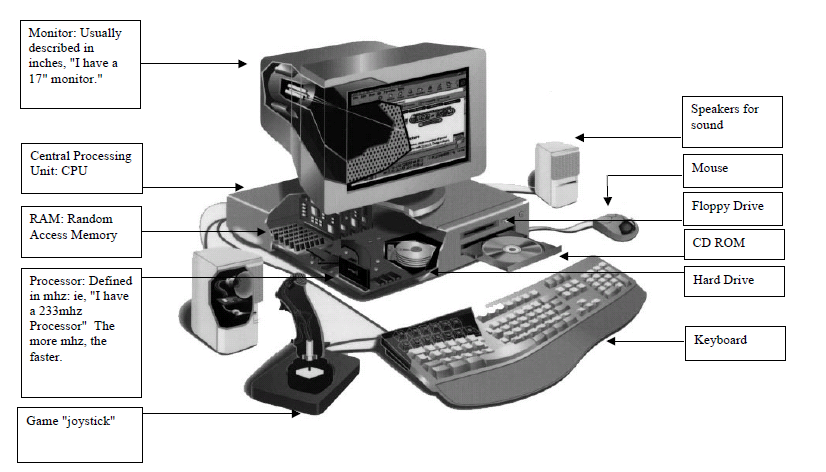 Monitor: Usually
described in
inches, "I have a
17" monitor."
Central Processing
Unit: CPU
RAM: Random
Access Memory
Processor: Defined
in mhz: ie, "I have
a 233mhz
Processor" The
more mhz, the
faster.
Game "joystick"
Speakers for
sound
Mouse
Floppy Drive
CD ROM
Hard Drive
Keyboard